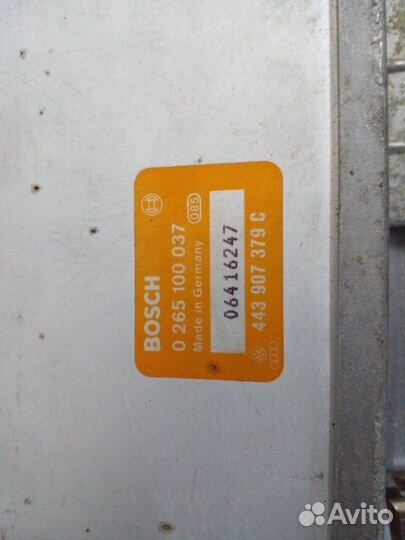 BOSCH
0 265 100 037 085
Made in Germany
06416247
443 907 379 C
Avito